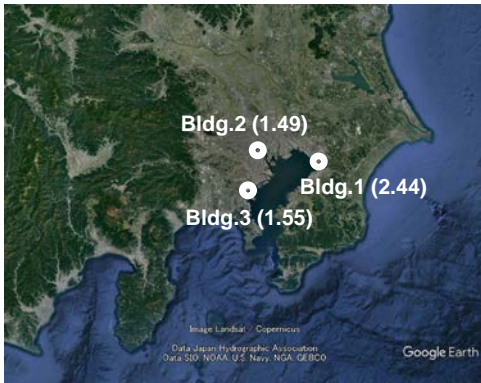 Bldg.2 (1.49)
Bldg.1 (2.44)
Bldg.3 (1.55)
Image Landsat / Copernicus
Data Japan Hydrographic Association
Data SIO, NOAA, U.S. Navy, NGA, GEBCO
Google Earth